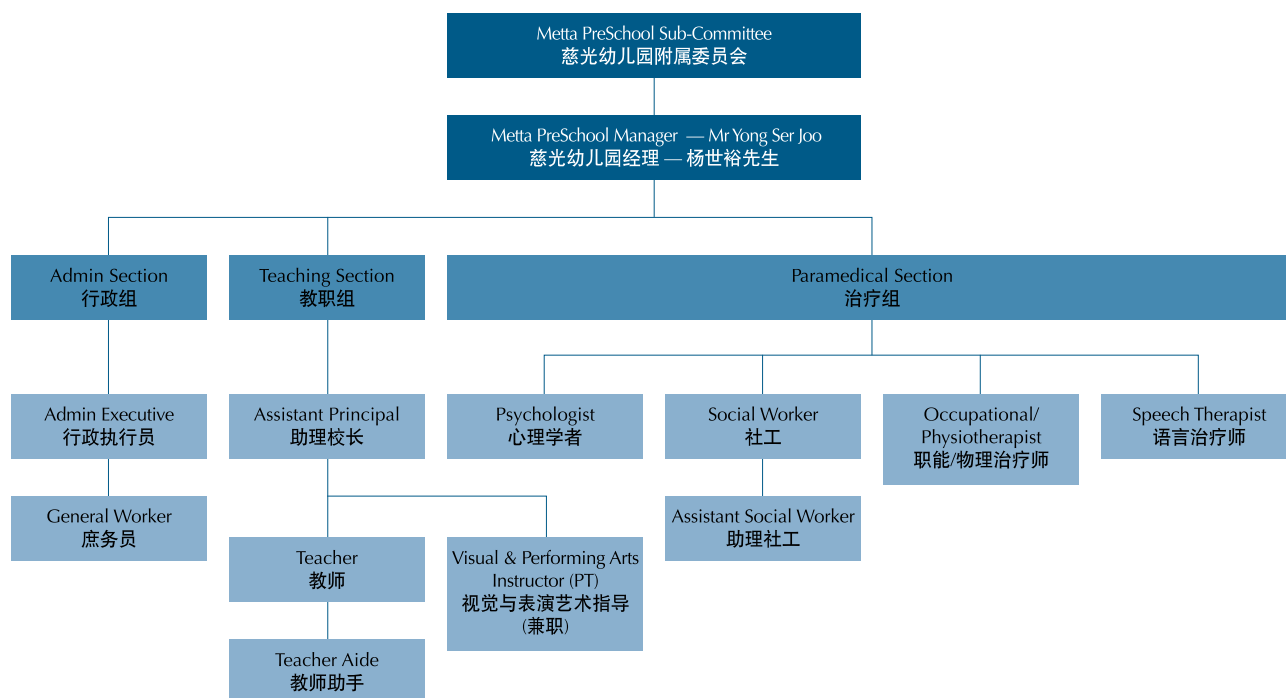 Metta PreSchool Sub-Committee
慈光幼儿园附属委员会
Metta PreSchool Manager — Mr Yong Ser Joo
慈光幼儿园经理 — 杨世裕先生
Admin Section
行政组
Teaching Section
教职组
Paramedical Section
治疗组
Admin Executive
行政执行员
Assistant Principal
助理校长
Psychologist
心理学者
Social Worker
社工
Occupational/
Physiotherapist
职能/物理治疗师
Speech Therapist
语言治疗师
General Worker
庶务员
Assistant Social Worker
助理社工
Teacher
教师
Visual & Performing Arts
Instructor (PT)
视觉与表演艺术指导
(兼职)
Teacher Aide
教师助手